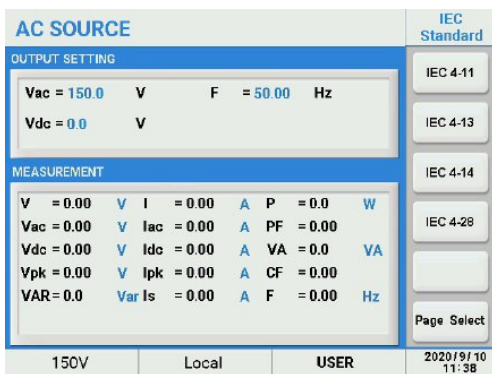 AC SOURCE
IEC Standard
OUTPUT SETTING
Vac = 150.0 V F = 50.00 Hz
Vdc = 0.0 V
MEASUREMENT
V = 0.00 V I = 0.00 A P = 0.0 W
Vac = 0.00 V Iac = 0.00 A PF = 0.00
Vdc = 0.00 V Idc = 0.00 A VA = 0.0 VA
Vpk = 0.00 V Ipk = 0.00 A CF = 0.00
VAR = 0.0 Var Is = 0.00 A F = 0.00 Hz
IEC 4-11
IEC 4-13
IEC 4-14
IEC 4-28
Page Select
150V Local USER
2020/9/10
11:38